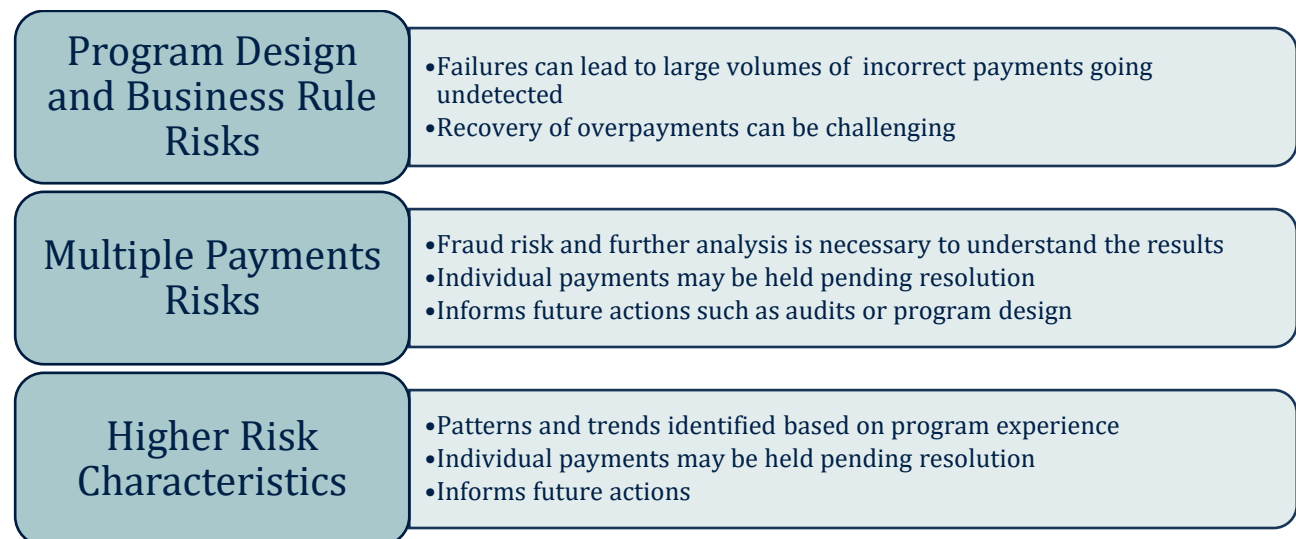 Program Design
and Business Rule
Risks
•Failures can lead to large volumes of incorrect payments going
undetected
•Recovery of overpayments can be challenging
Multiple Payments
Risks
•Fraud risk and further analysis is necessary to understand the results
•Individual payments may be held pending resolution
•Informs future actions such as audits or program design
Higher Risk
Characteristics
•Patterns and trends identified based on program experience
•Individual payments may be held pending resolution
•Informs future actions